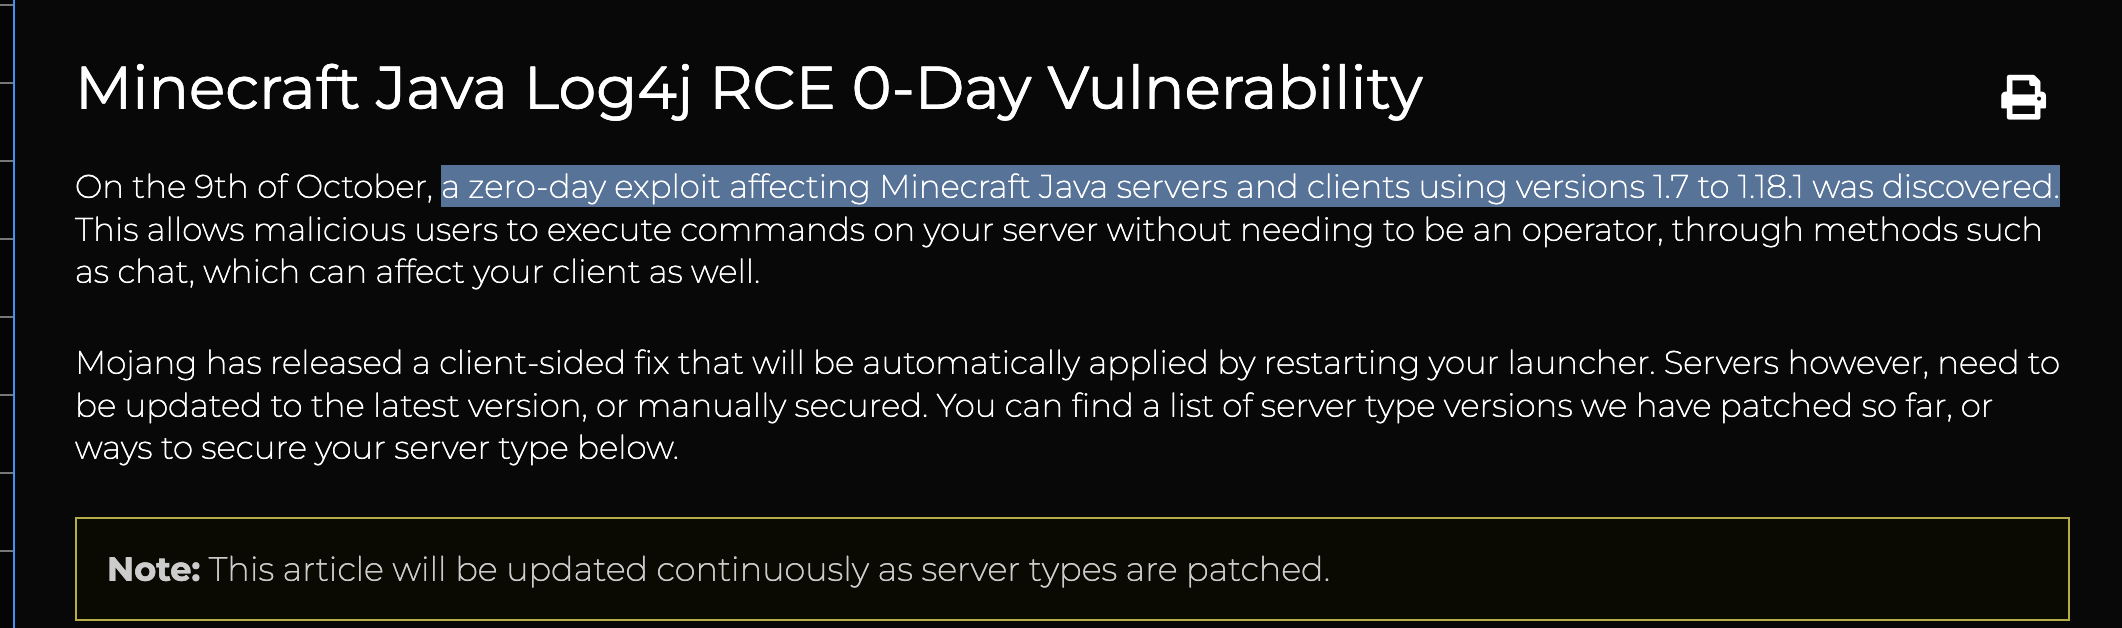 Minecraft Java Log4j RCE 0-Day Vulnerability
On the 9th of October, a zero-day exploit affecting Minecraft Java servers and clients using versions 1.7 to 1.18.1 was discovered.
This allows malicious users to execute commands on your server without needing to be an operator, through methods such
as chat, which can affect your client as well.
Mojang has released a client-sided fix that will be automatically applied by restarting your launcher. Servers however, need to
be updated to the latest version, or manually secured. You can find a list of server type versions we have patched so far, or
ways to secure your server type below.
Note: This article will be updated continuously as server types are patched.